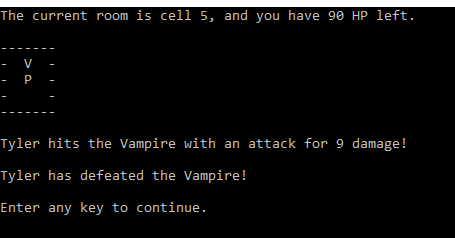 The current room is cell 5, and you have 90 HP left.
-------
-  V  -
-  P  -
-     -
-------
Tyler hits the Vampire with an attack for 9 damage!
Tyler has defeated the Vampire!
Enter any key to continue.